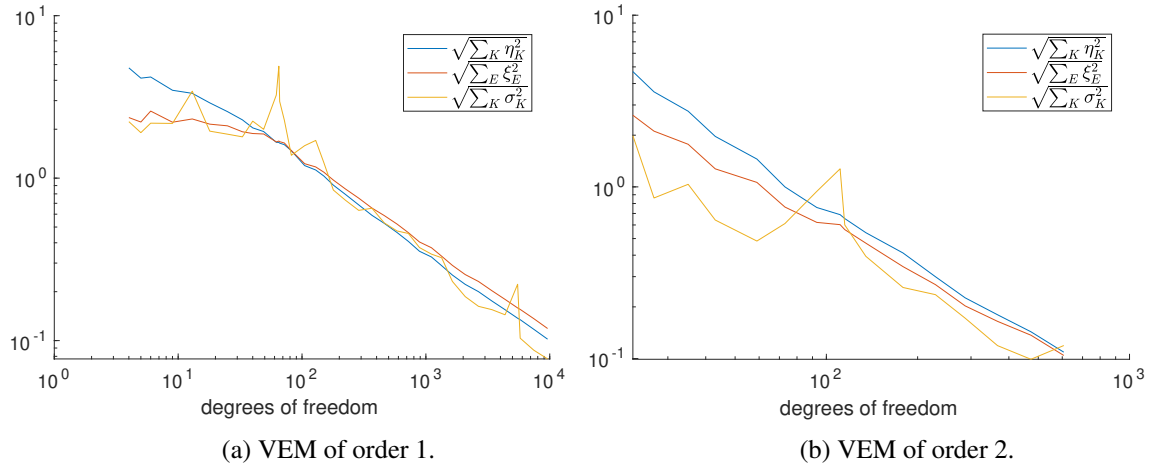 10^1
10^0
10^-1
10^0 10^1 10^2 10^3 10^4
degrees of freedom
√∑_K η_K^2
√∑_E ξ_E^2
√∑_K σ_K^2
(a) VEM of order 1.
10^1
10^0
10^-1
10^2 10^3
degrees of freedom
√∑_K η_K^2
√∑_E ξ_E^2
√∑_K σ_K^2
(b) VEM of order 2.